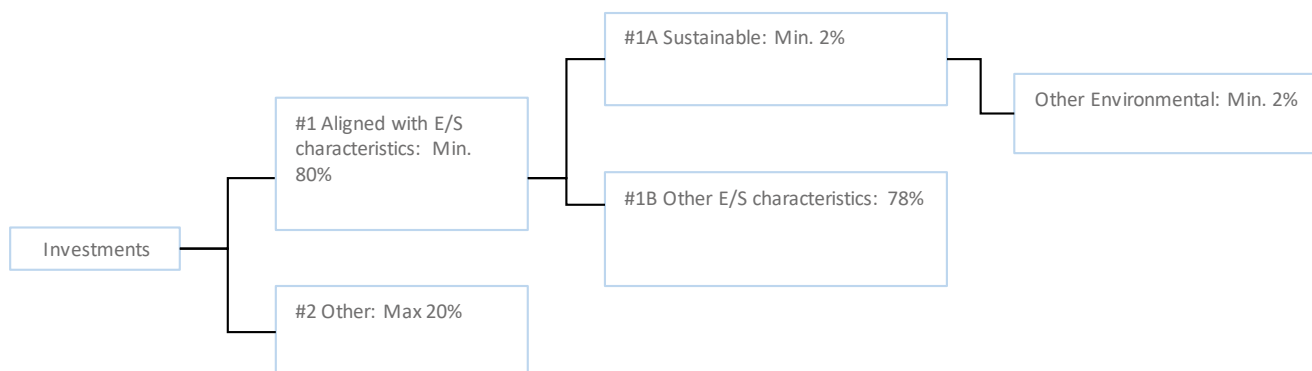 Investments
#1 Aligned with E/S
characteristics: Min.
80%
#2 Other: Max 20%
#1A Sustainable: Min. 2%
#1B Other E/S characteristics: 78%
Other Environmental: Min. 2%